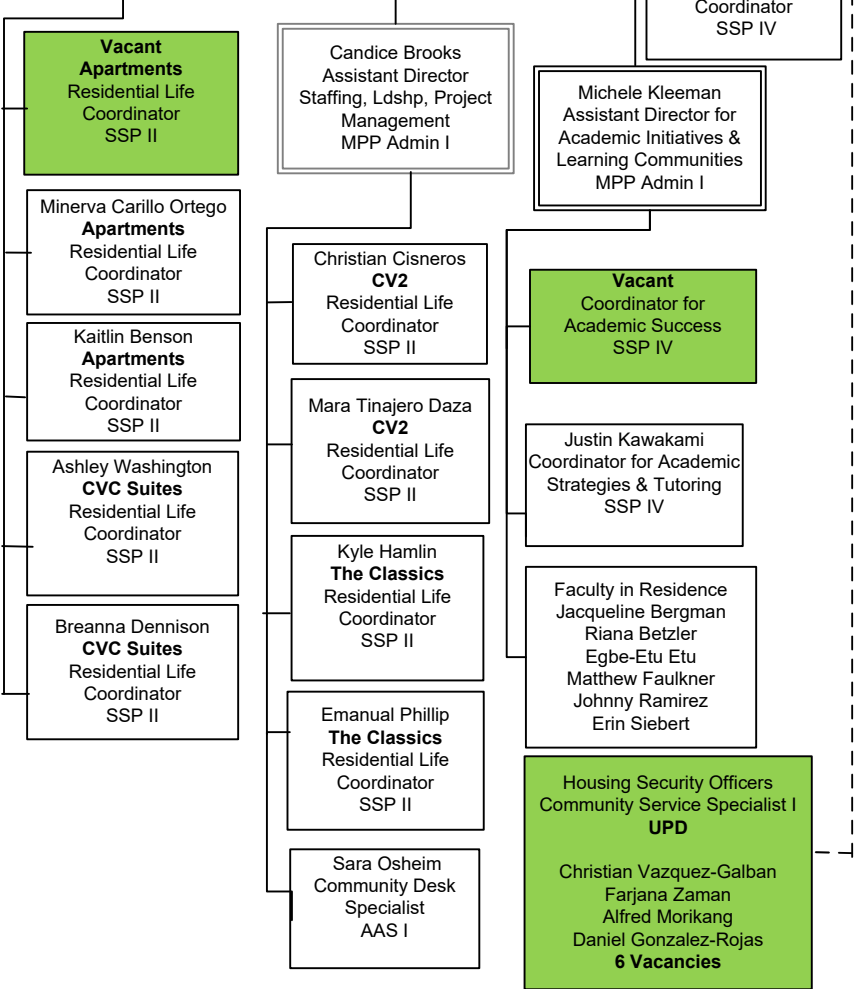 Coordinator
SSP IV
Vacant
Apartments
Residential Life
Coordinator
SSP II
Minerva Carillo Ortego
Apartments
Residential Life
Coordinator
SSP II
Kaitlin Benson
Apartments
Residential Life
Coordinator
SSP II
Ashley Washington
CVC Suites
Residential Life
Coordinator
SSP II
Breanna Dennison
CVC Suites
Residential Life
Coordinator
SSP II
Candice Brooks
Assistant Director
Staffing, Ldshp, Project
Management
MPP Admin I
Christian Cisneros
CV2
Residential Life
Coordinator
SSP II
Mara Tinajero Daza
CV2
Residential Life
Coordinator
SSP II
Kyle Hamlin
The Classics
Residential Life
Coordinator
SSP II
Emanual Phillip
The Classics
Residential Life
Coordinator
SSP II
Sara Osheim
Community Desk
Specialist
AAS I
Michele Kleeman
Assistant Director for
Academic Initiatives &
Learning Communities
MPP Admin I
Vacant
Coordinator for
Academic Success
SSP IV
Justin Kawakami
Coordinator for Academic
Strategies & Tutoring
SSP IV
Faculty in Residence
Jacqueline Bergman
Riana Betzler
Egbe-Etu Etu
Matthew Faulkner
Johnny Ramirez
Erin Siebert
Housing Security Officers
Community Service Specialist I
UPD
Christian Vazquez-Galban
Farjana Zaman
Alfred Morikang
Daniel Gonzalez-Rojas
6 Vacancies